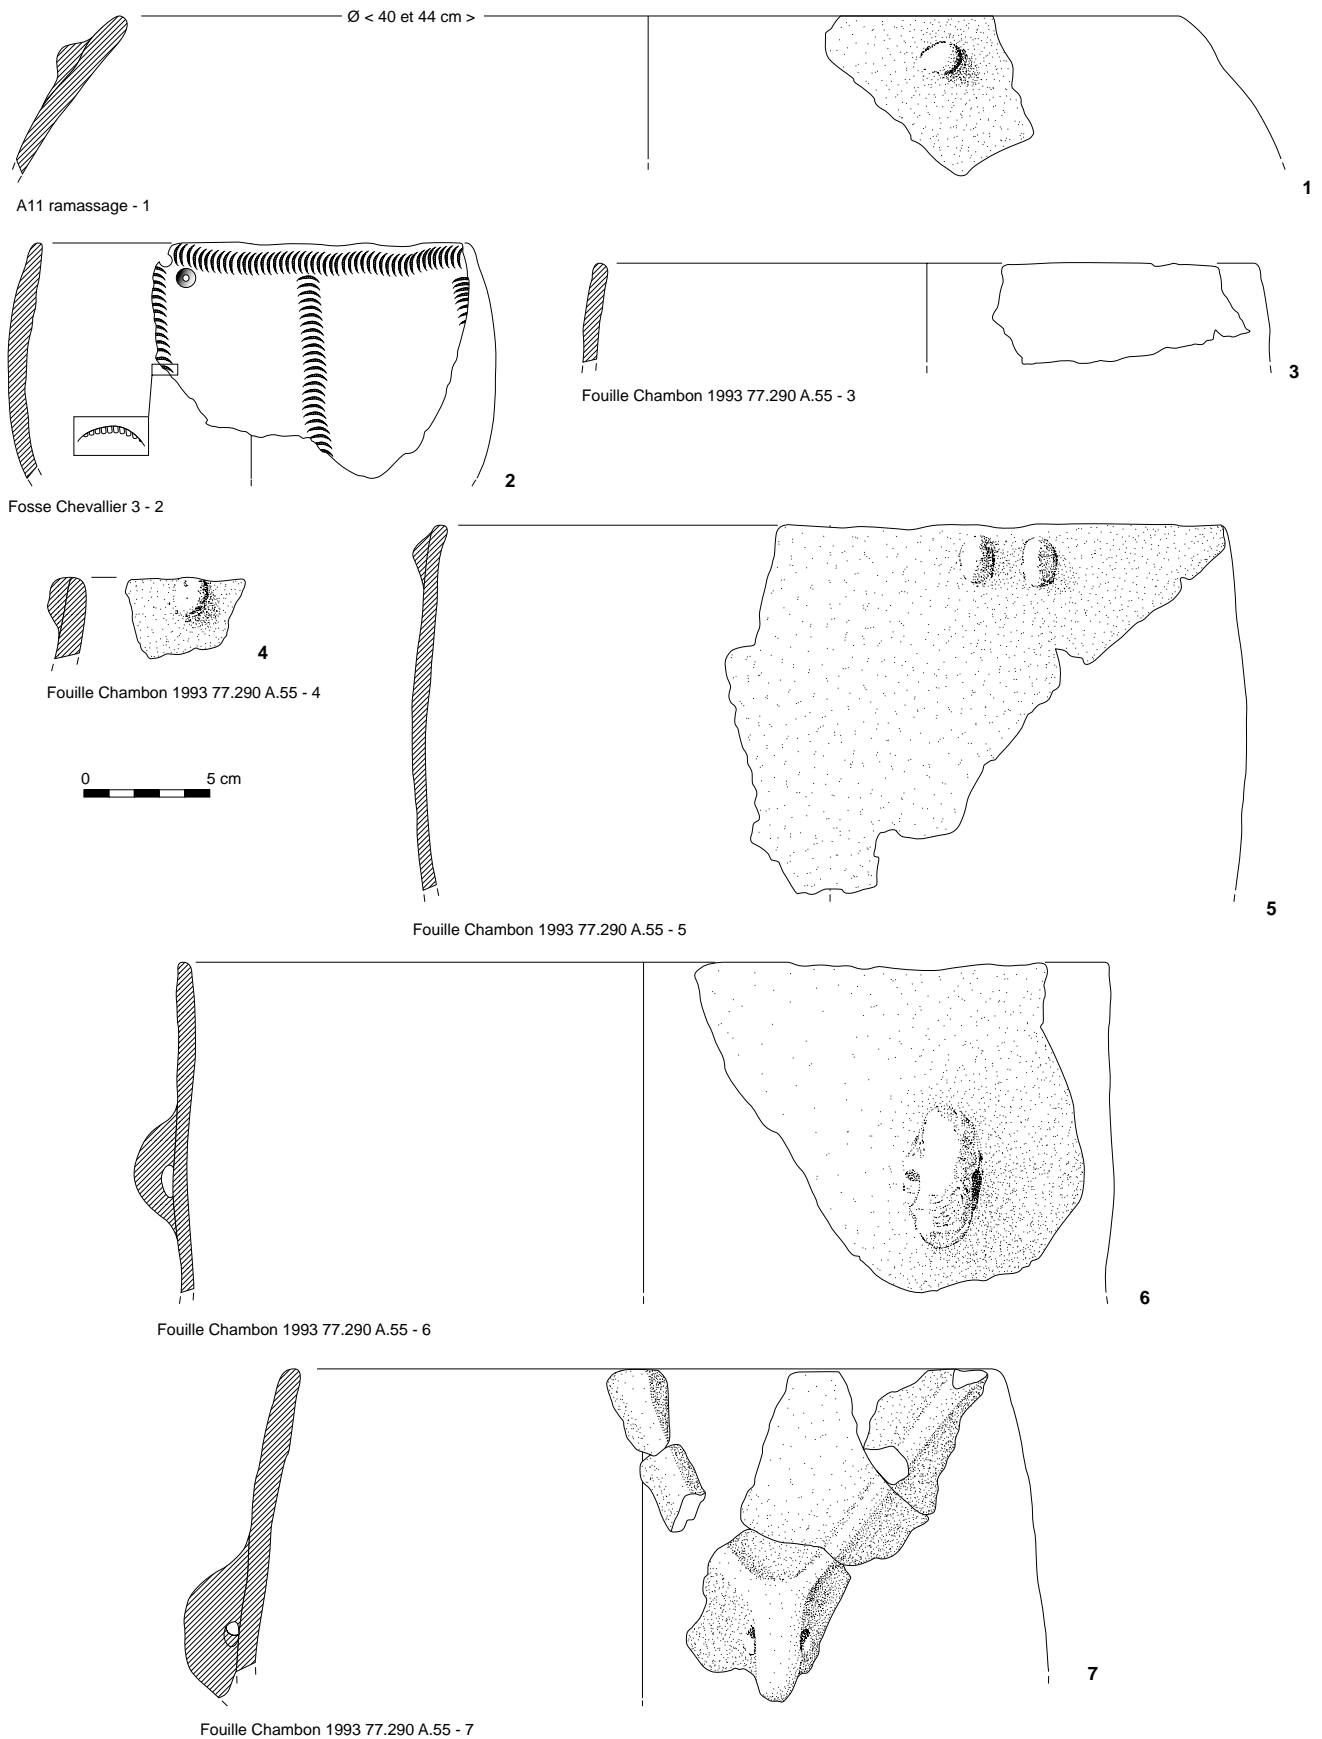 Ø < 40 et 44 cm >
1
A11 ramassage - 1
2
Fosse Chevallier 3 - 2
3
Fouille Chambon 1993 77.290 A.55 - 3
4
Fouille Chambon 1993 77.290 A.55 - 4
0 5 cm
5
Fouille Chambon 1993 77.290 A.55 - 5
6
Fouille Chambon 1993 77.290 A.55 - 6
7
Fouille Chambon 1993 77.290 A.55 - 7